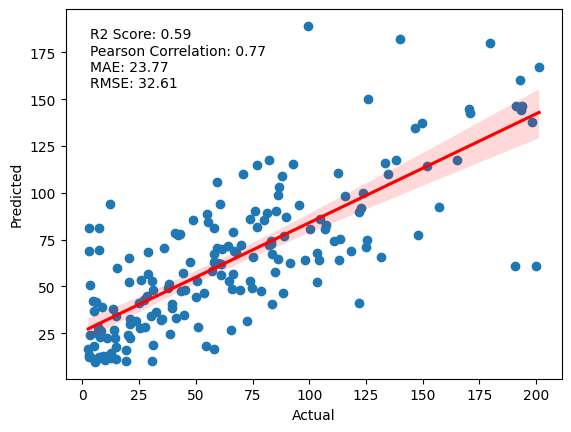 R2 Score: 0.59
Pearson Correlation: 0.77
MAE: 23.77
RMSE: 32.61
Predicted
175
150
125
100
75
50
25
0 25 50 75 100 125 150 175 200
Actual